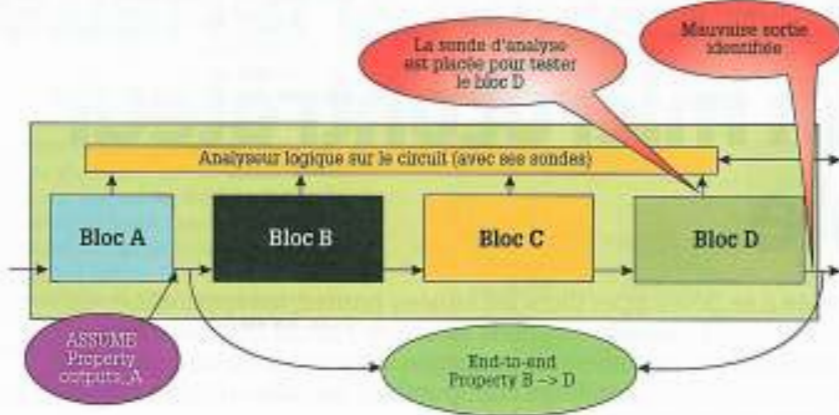 La sonde d'analyse
est placée pour tester
le bloc D
Mauvaise sortie
identifiée
Analyseur logique sur le circuit (avec ses sondes)
Bloc A
Bloc B
Bloc C
Bloc D
ASSUME
Property
outputs_A
End-to-end
Property B –> D